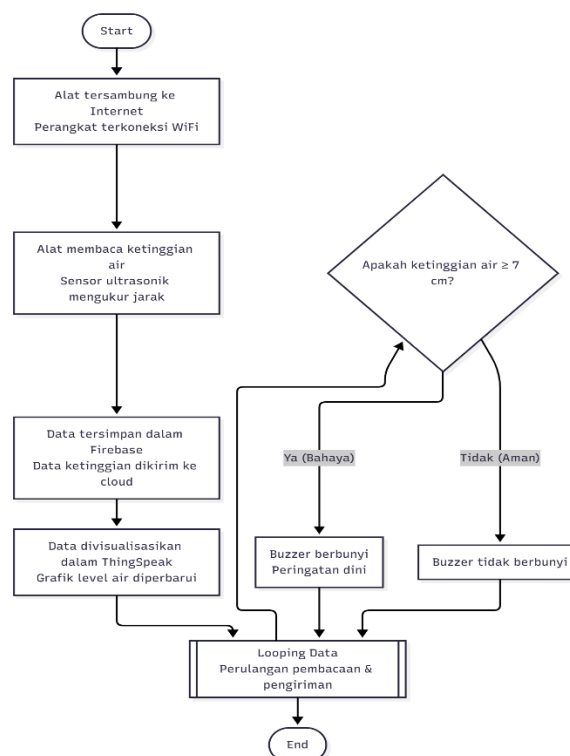 Start
Alat tersambung ke
Internet
Perangkat terkoneksi WiFi
Alat membaca ketinggian
air
Sensor ultrasonik
mengukur jarak
Apakah ketinggian air ≥ 7
cm?
Data tersimpan dalam
Firebase
Data ketinggian dikirim ke
cloud
Ya (Bahaya)
Tidak (Aman)
Data divisualisasikan
dalam ThingSpeak
Grafik level air diperbarui
Buzzer berbunyi
Peringatan dini
Buzzer tidak berbunyi
Looping Data
Perulangan pembacaan &
pengiriman
End